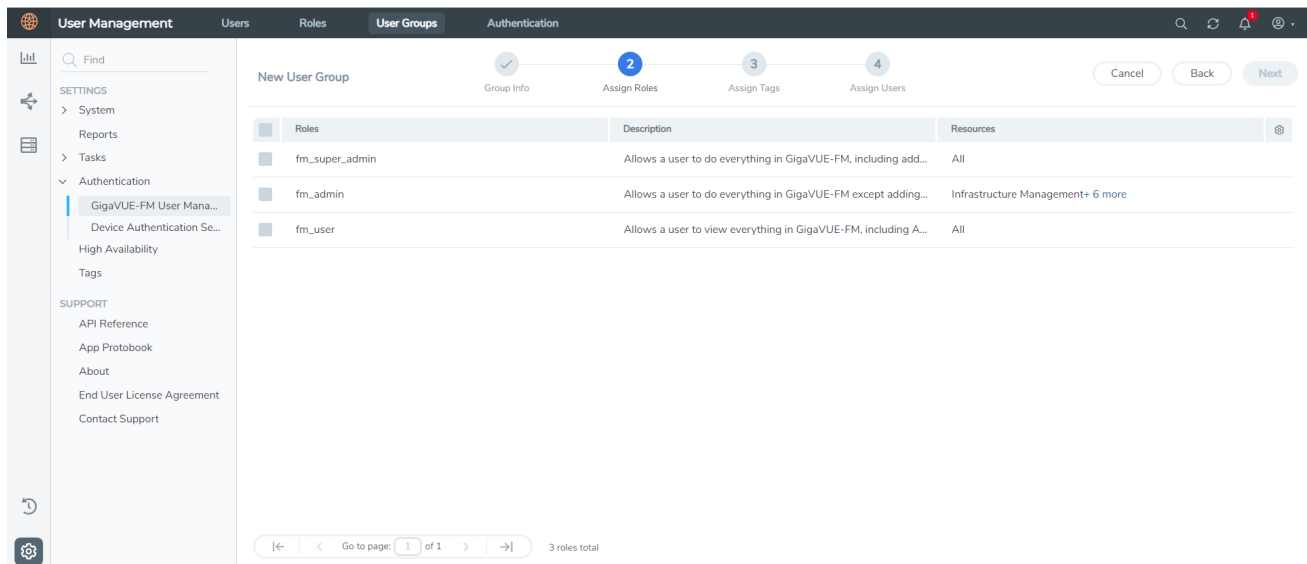 User Management
Users
Roles
User Groups
Authentication
1
Find
SETTINGS
System
Reports
Tasks
Authentication
GigaVUE-FM User Mana...
Device Authentication Se...
High Availability
Tags
SUPPORT
API Reference
App Protobook
About
End User License Agreement
Contact Support
New User Group
Group Info
2
Assign Roles
3
Assign Tags
4
Assign Users
Cancel
Back
Next
Roles Description Resources
fm_super_admin Allows a user to do everything in GigaVUE-FM, including add... All
fm_admin Allows a user to do everything in GigaVUE-FM except adding... Infrastructure Management+ 6 more
fm_user Allows a user to view everything in GigaVUE-FM, including A... All
Go to page: 1 of 1
3 roles total